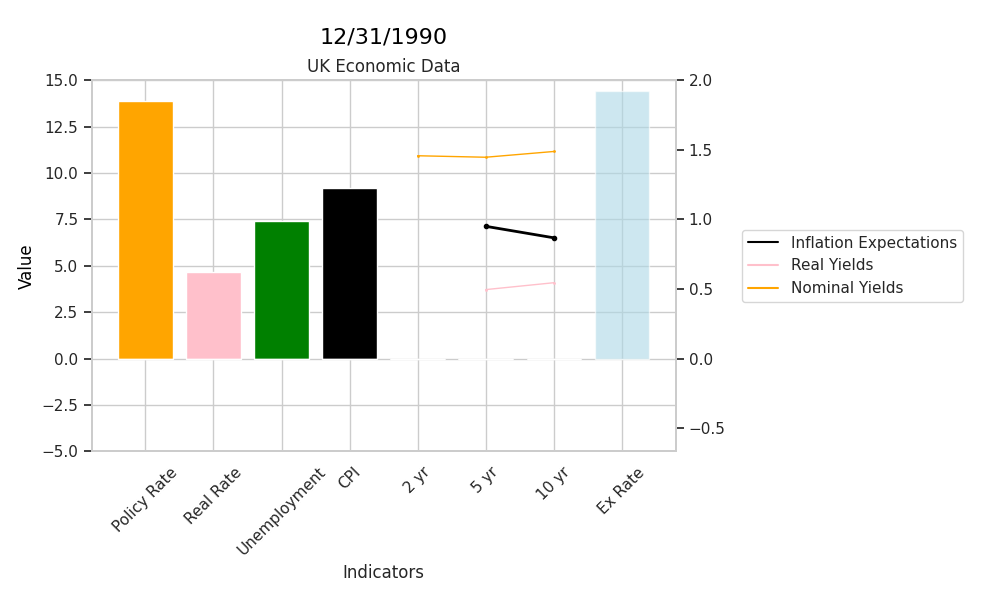 12/31/1990
UK Economic Data
15.0
12.5
10.0
7.5
5.0
2.5
0.0
−2.5
−5.0
Value
2.0
1.5
1.0
0.5
0.0
−0.5
Inflation Expectations
Real Yields
Nominal Yields
Policy Rate
Real Rate
Unemployment
CPI
2 yr
5 yr
10 yr
Ex Rate
Indicators